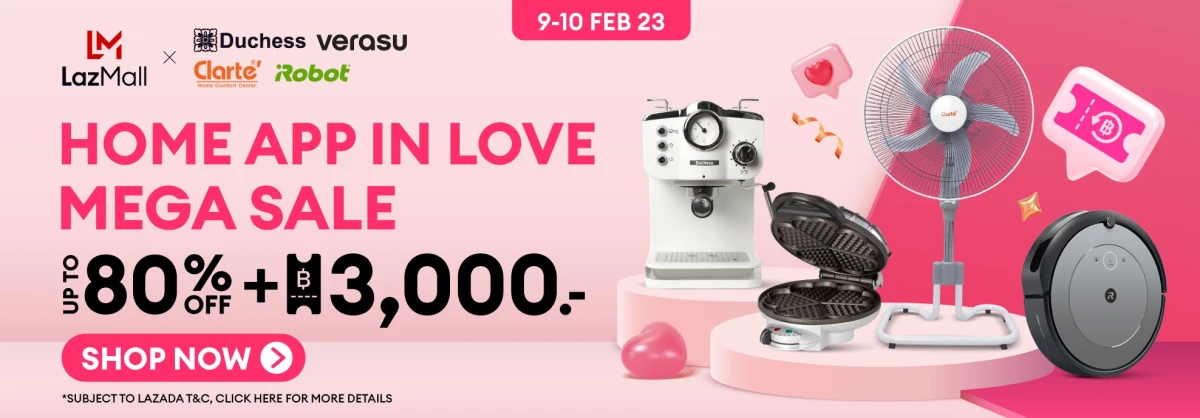 9-10 FEB 23
LM
LazMall
×
Duchess verasu
Clarte'
Home Comfort Center
iRobot
HOME APP IN LOVE
MEGA SALE
UP TO 80% OFF + ฿ 3,000.-
SHOP NOW
*SUBJECT TO LAZADA T&C, CLICK HERE FOR MORE DETAILS
Duchess
Clarte'
฿
R